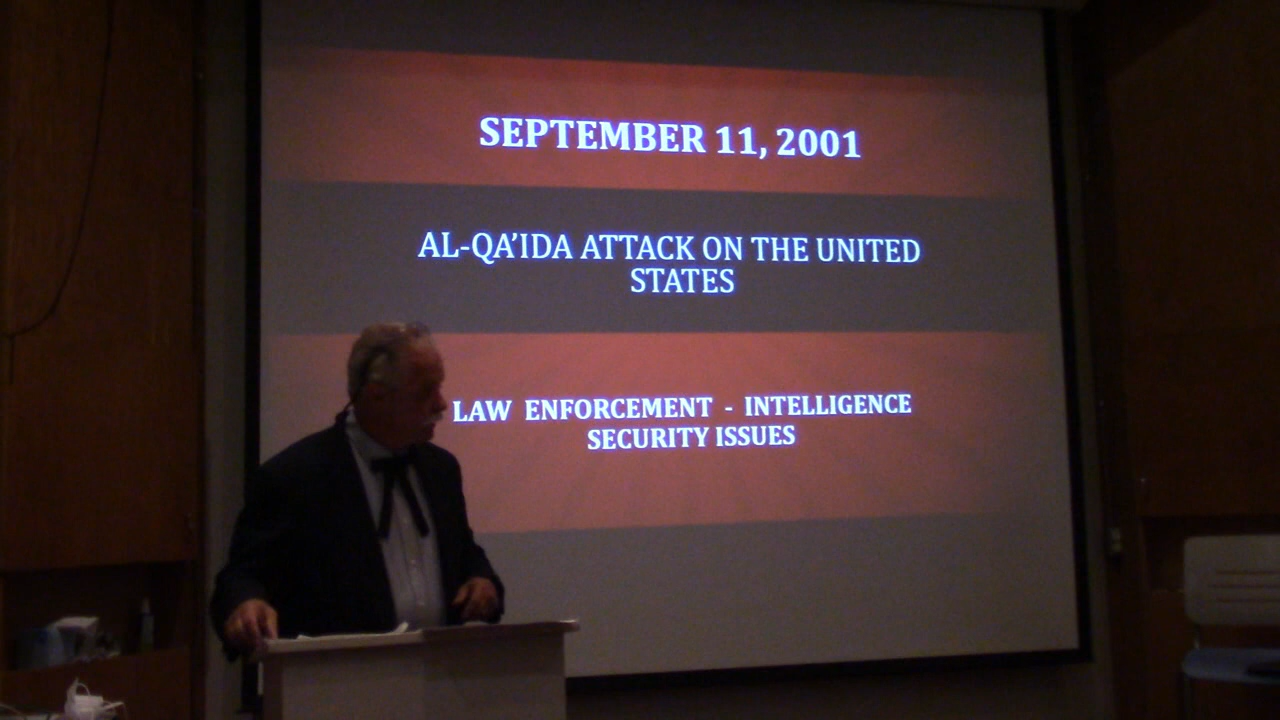 SEPTEMBER 11, 2001
AL-QA’IDA ATTACK ON THE UNITED
STATES
LAW ENFORCEMENT - INTELLIGENCE
SECURITY ISSUES